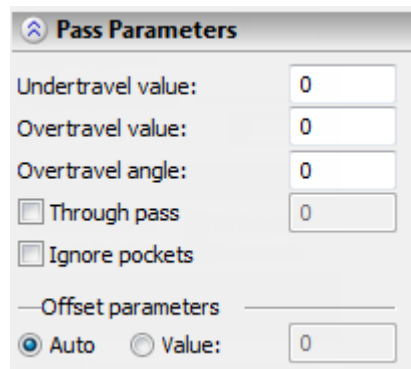 Pass Parameters
Undertravel value: 0
Overtravel value: 0
Overtravel angle: 0
Through pass 0
Ignore pockets
Offset parameters
Auto Value: 0